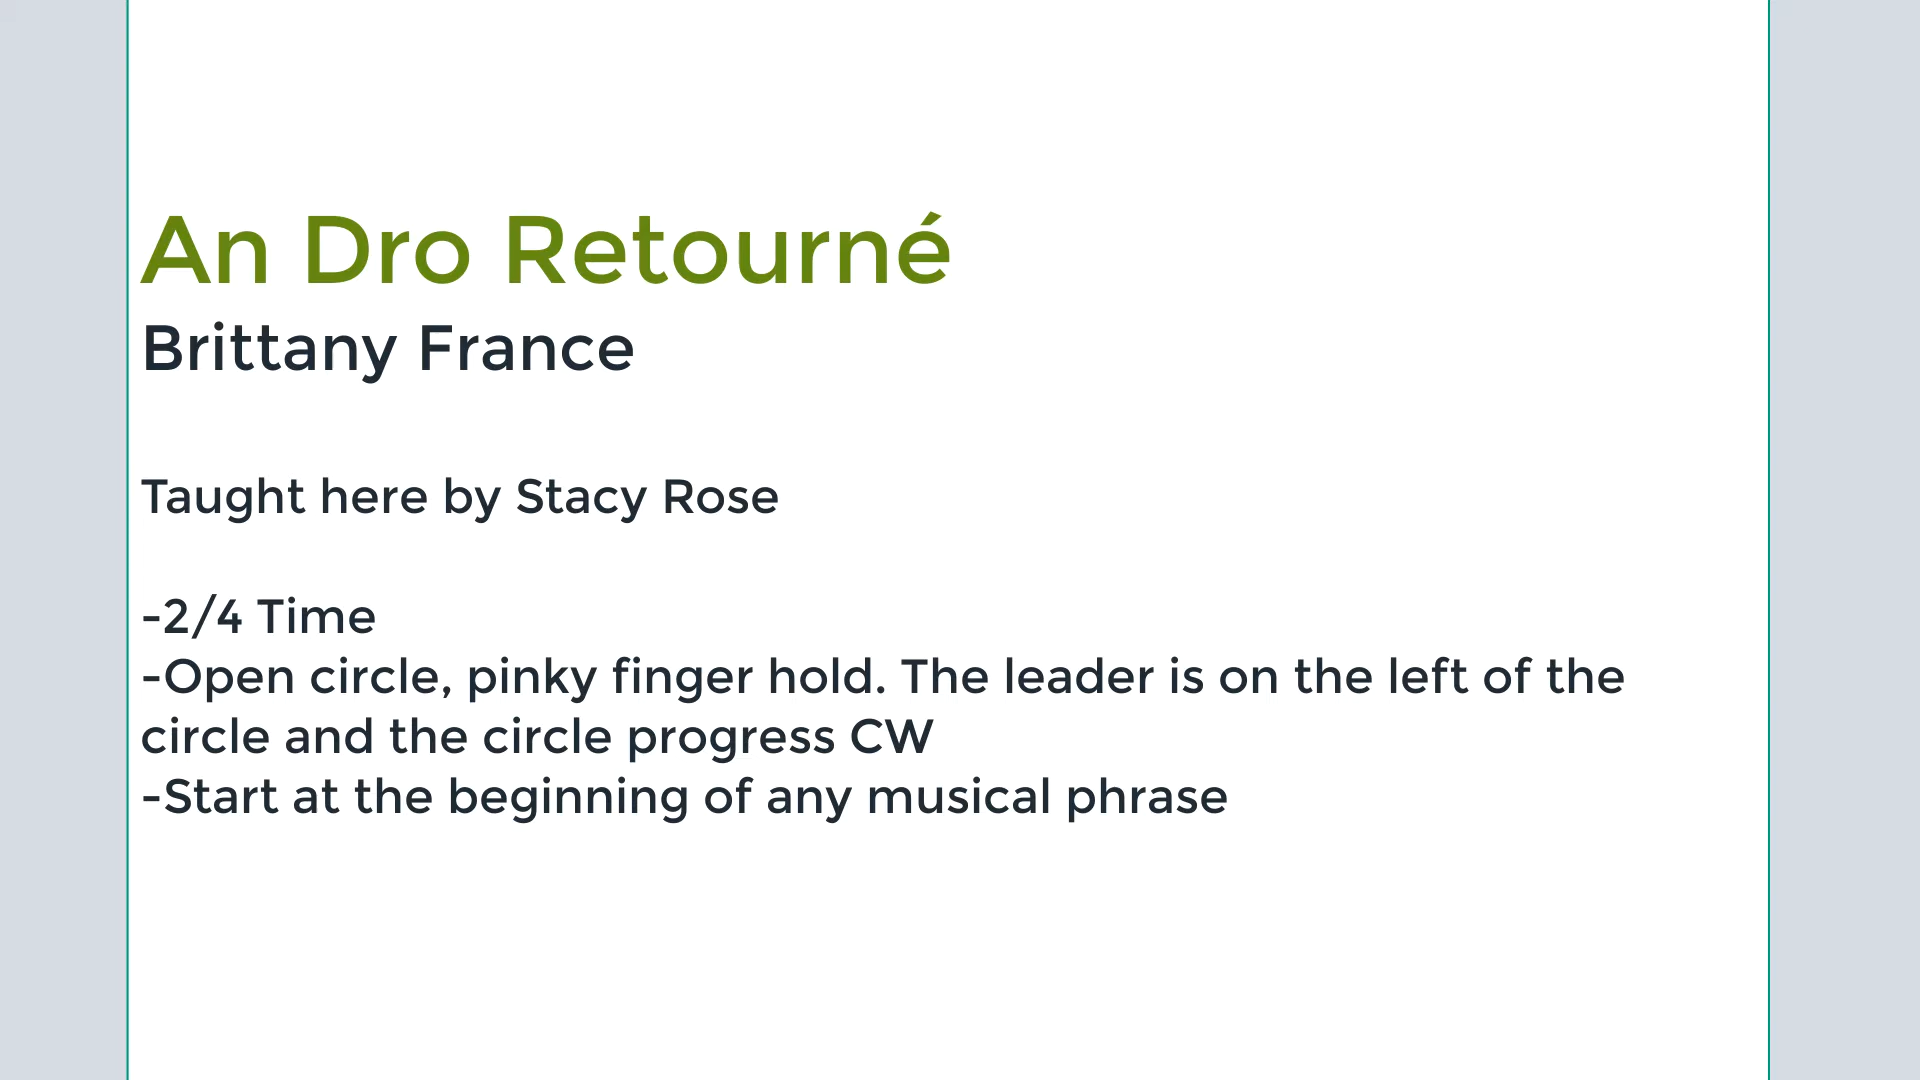 An Dro Retourné
Brittany France
Taught here by Stacy Rose
-2/4 Time
-Open circle, pinky finger hold. The leader is on the left of the
circle and the circle progress CW
-Start at the beginning of any musical phrase